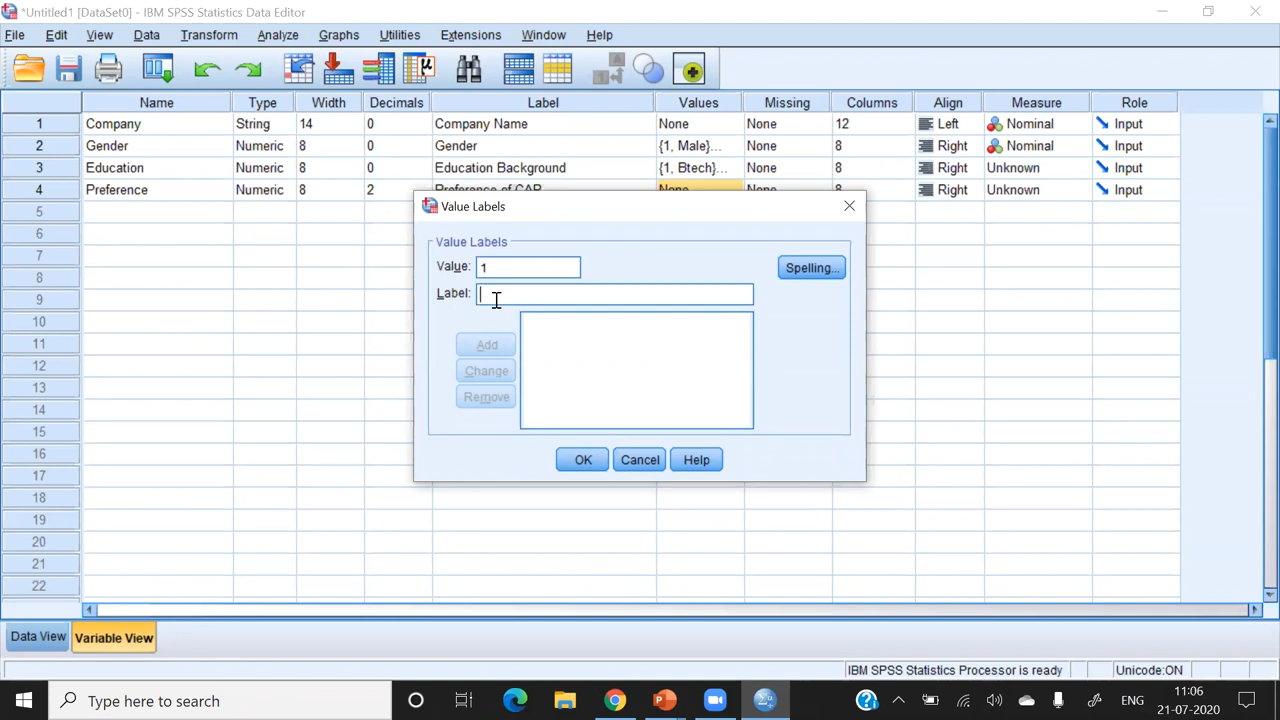 *Untitled1 [DataSet0] - IBM SPSS Statistics Data Editor
File Edit View Data Transform Analyze Graphs Utilities Extensions Window Help
Name Type Width Decimals Label Values Missing Columns Align Measure Role
1 Company String 14 0 Company Name None None 12 Left Nominal Input
2 Gender Numeric 8 0 Gender {1, Male}... None 8 Right Nominal Input
3 Education Numeric 8 0 Education Background {1, Btech}... None 8 Right Unknown Input
4 Preference Numeric 8 2 Preference of CAR None None 8 Right Unknown Input
5
6
7
8
9
10
11
12
13
14
15
16
17
18
19
20
21
22
Value Labels
Value Labels
Value: 1 Spelling...
Label:
Add
Change
Remove
OK Cancel Help
Data View Variable View
IBM SPSS Statistics Processor is ready Unicode:ON
Type here to search
ENG
11:06
21-07-2020